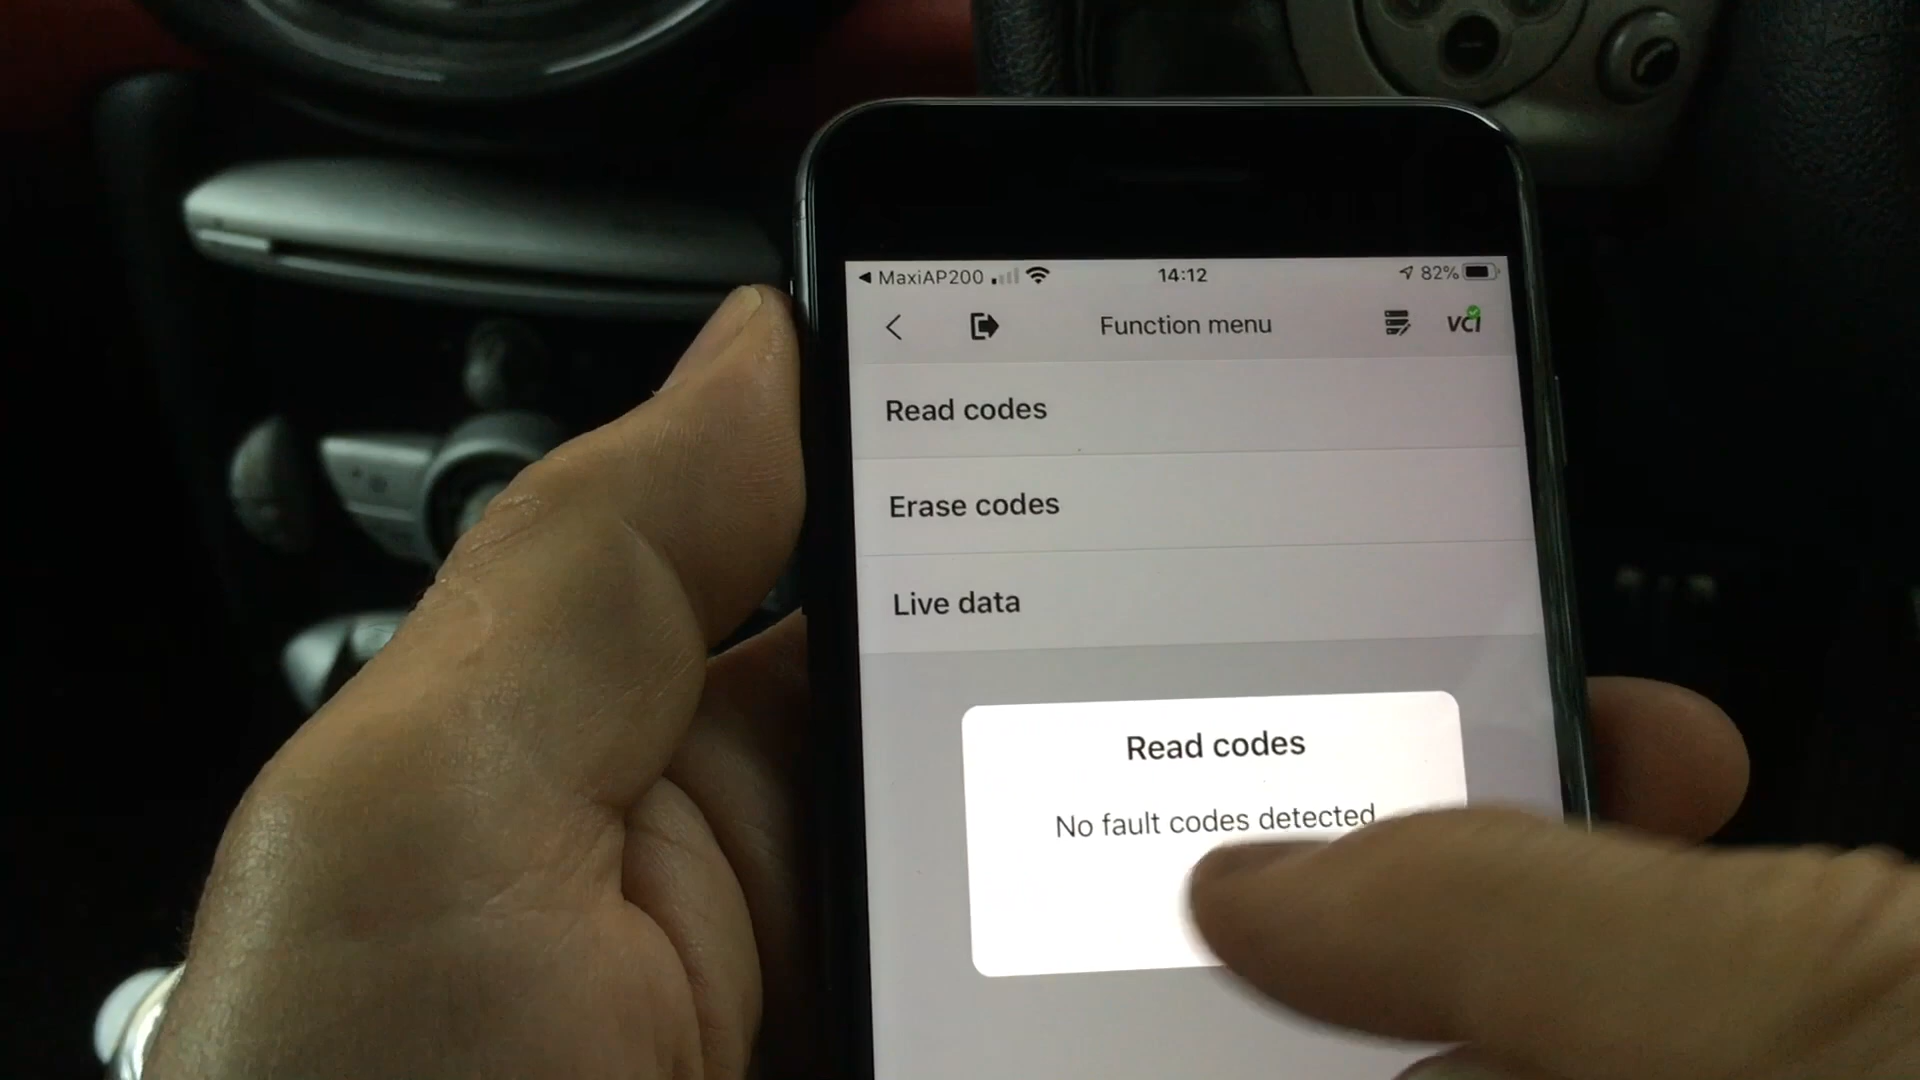 MaxiAP200
14:12
82%
Function menu
VCI
Read codes
Erase codes
Live data
Read codes
No fault codes detected